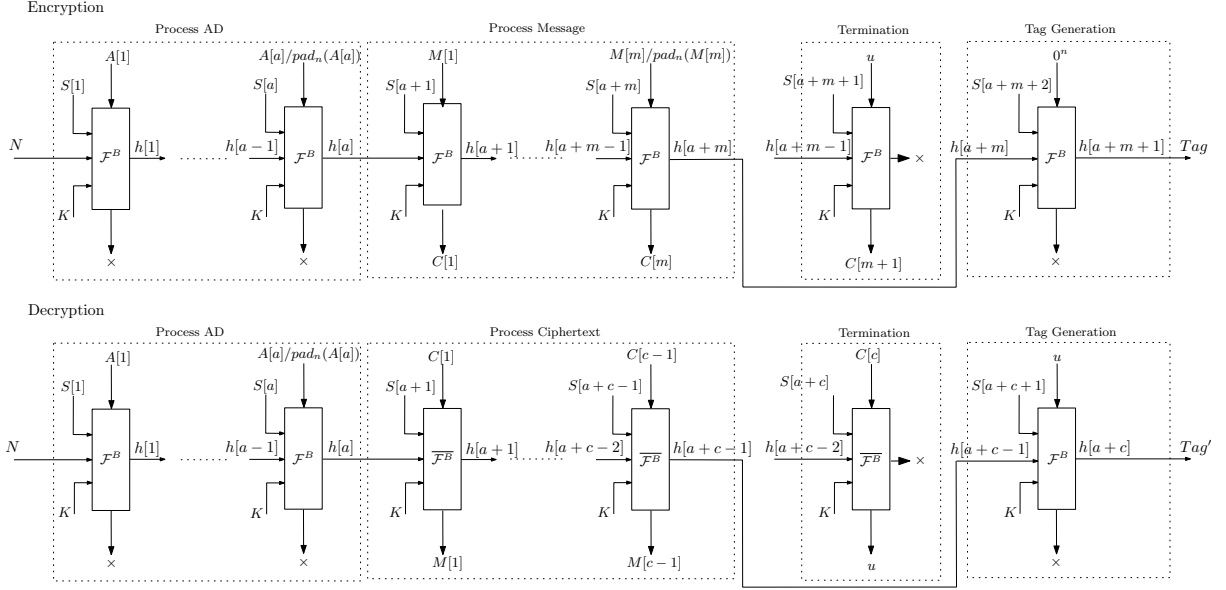 Encryption
Process AD
Process Message
Termination
Tag Generation
A[1]
A[a]/pad_n(A[a])
M[1]
M[m]/pad_n(M[m])
u
0^n
S[1]
S[a]
S[a+1]
S[a+m]
S[a+m+1]
S[a+m+2]
N
F^B
h[1]
........
h[a−1]
F^B
h[a]
F^B
h[a+1]
........
h[a+m−1]
F^B
h[a+m]
h[a+m−1]
F^B
×
h[a+m]
F^B
h[a+m+1]
Tag
K
K
K
K
K
K
×
×
C[1]
C[m]
C[m+1]
×
Decryption
Process AD
Process Ciphertext
Termination
Tag Generation
A[1]
A[a]/pad_n(A[a])
C[1]
C[c−1]
C[c]
u
S[1]
S[a]
S[a+1]
S[a+c−1]
S[a+c]
S[a+c+1]
N
F^B
h[1]
........
h[a−1]
F^B
h[a]
F̅^B̅
h[a+1]
........
h[a+c−2]
F̅^B̅
h[a+c−1]
h[a+c−2]
F̅^B̅
×
h[a+c−1]
F^B
h[a+c]
Tag′
K
K
K
K
K
K
×
×
M[1]
M[c−1]
u
×